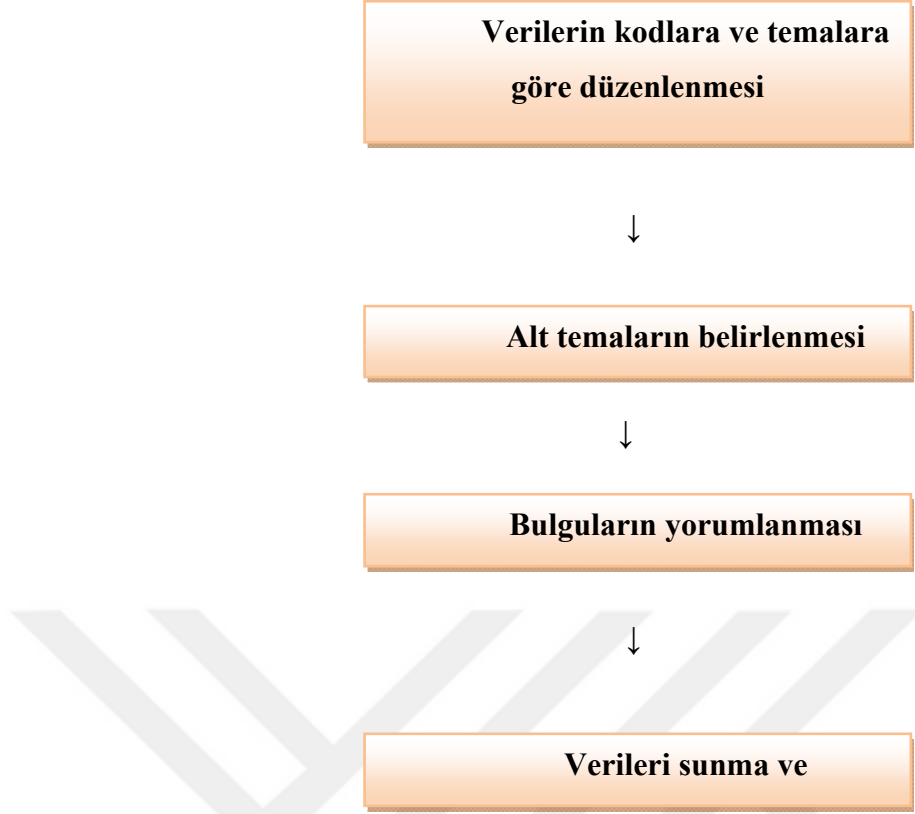 Verilerin kodlara ve temalara
göre düzenlenmesi
↓
Alt temaların belirlenmesi
↓
Bulguların yorumlanması
↓
Verileri sunma ve